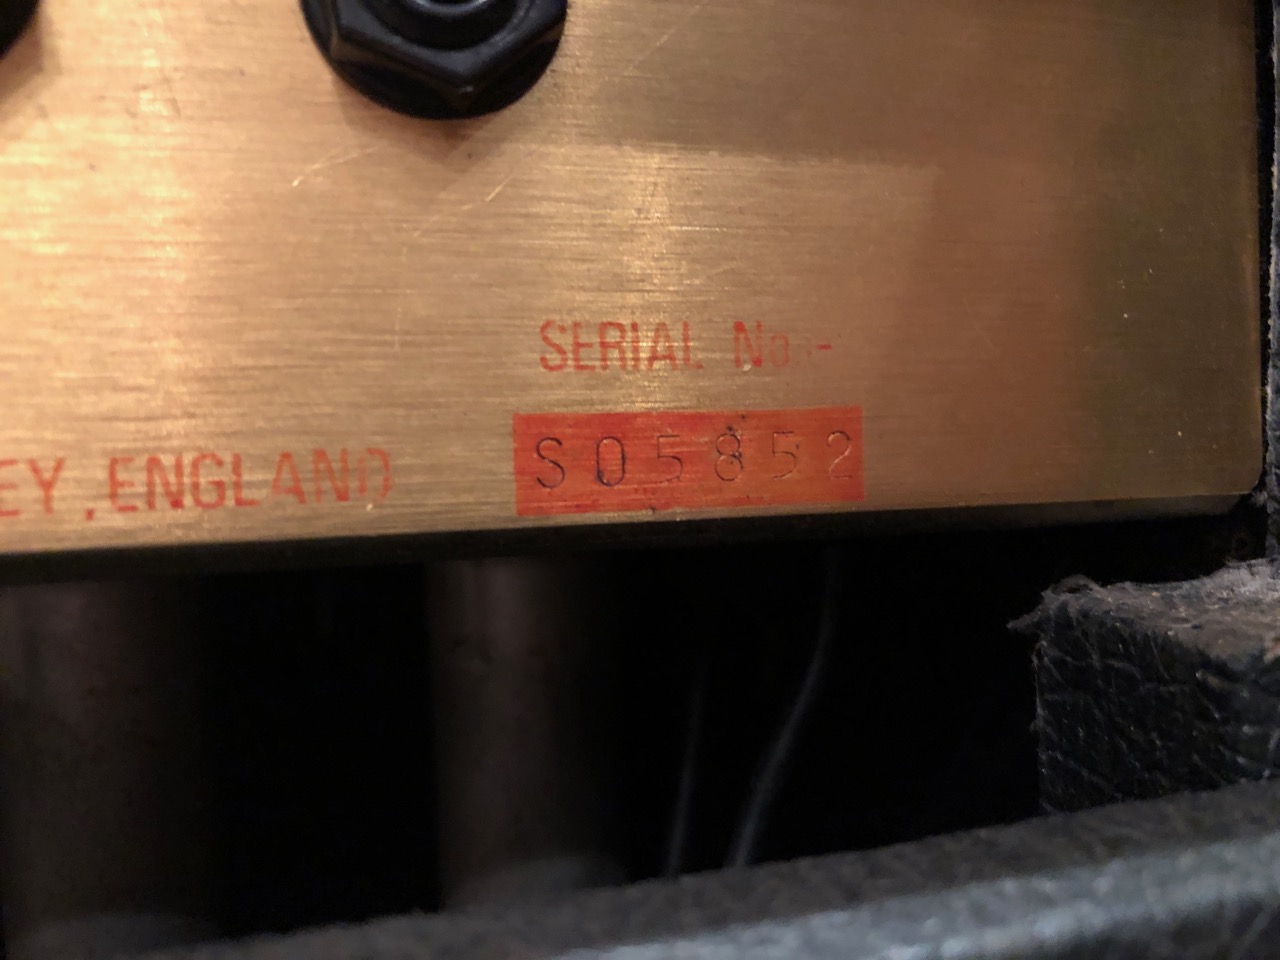 SERIAL No.-
EY, ENGLAND
S05852